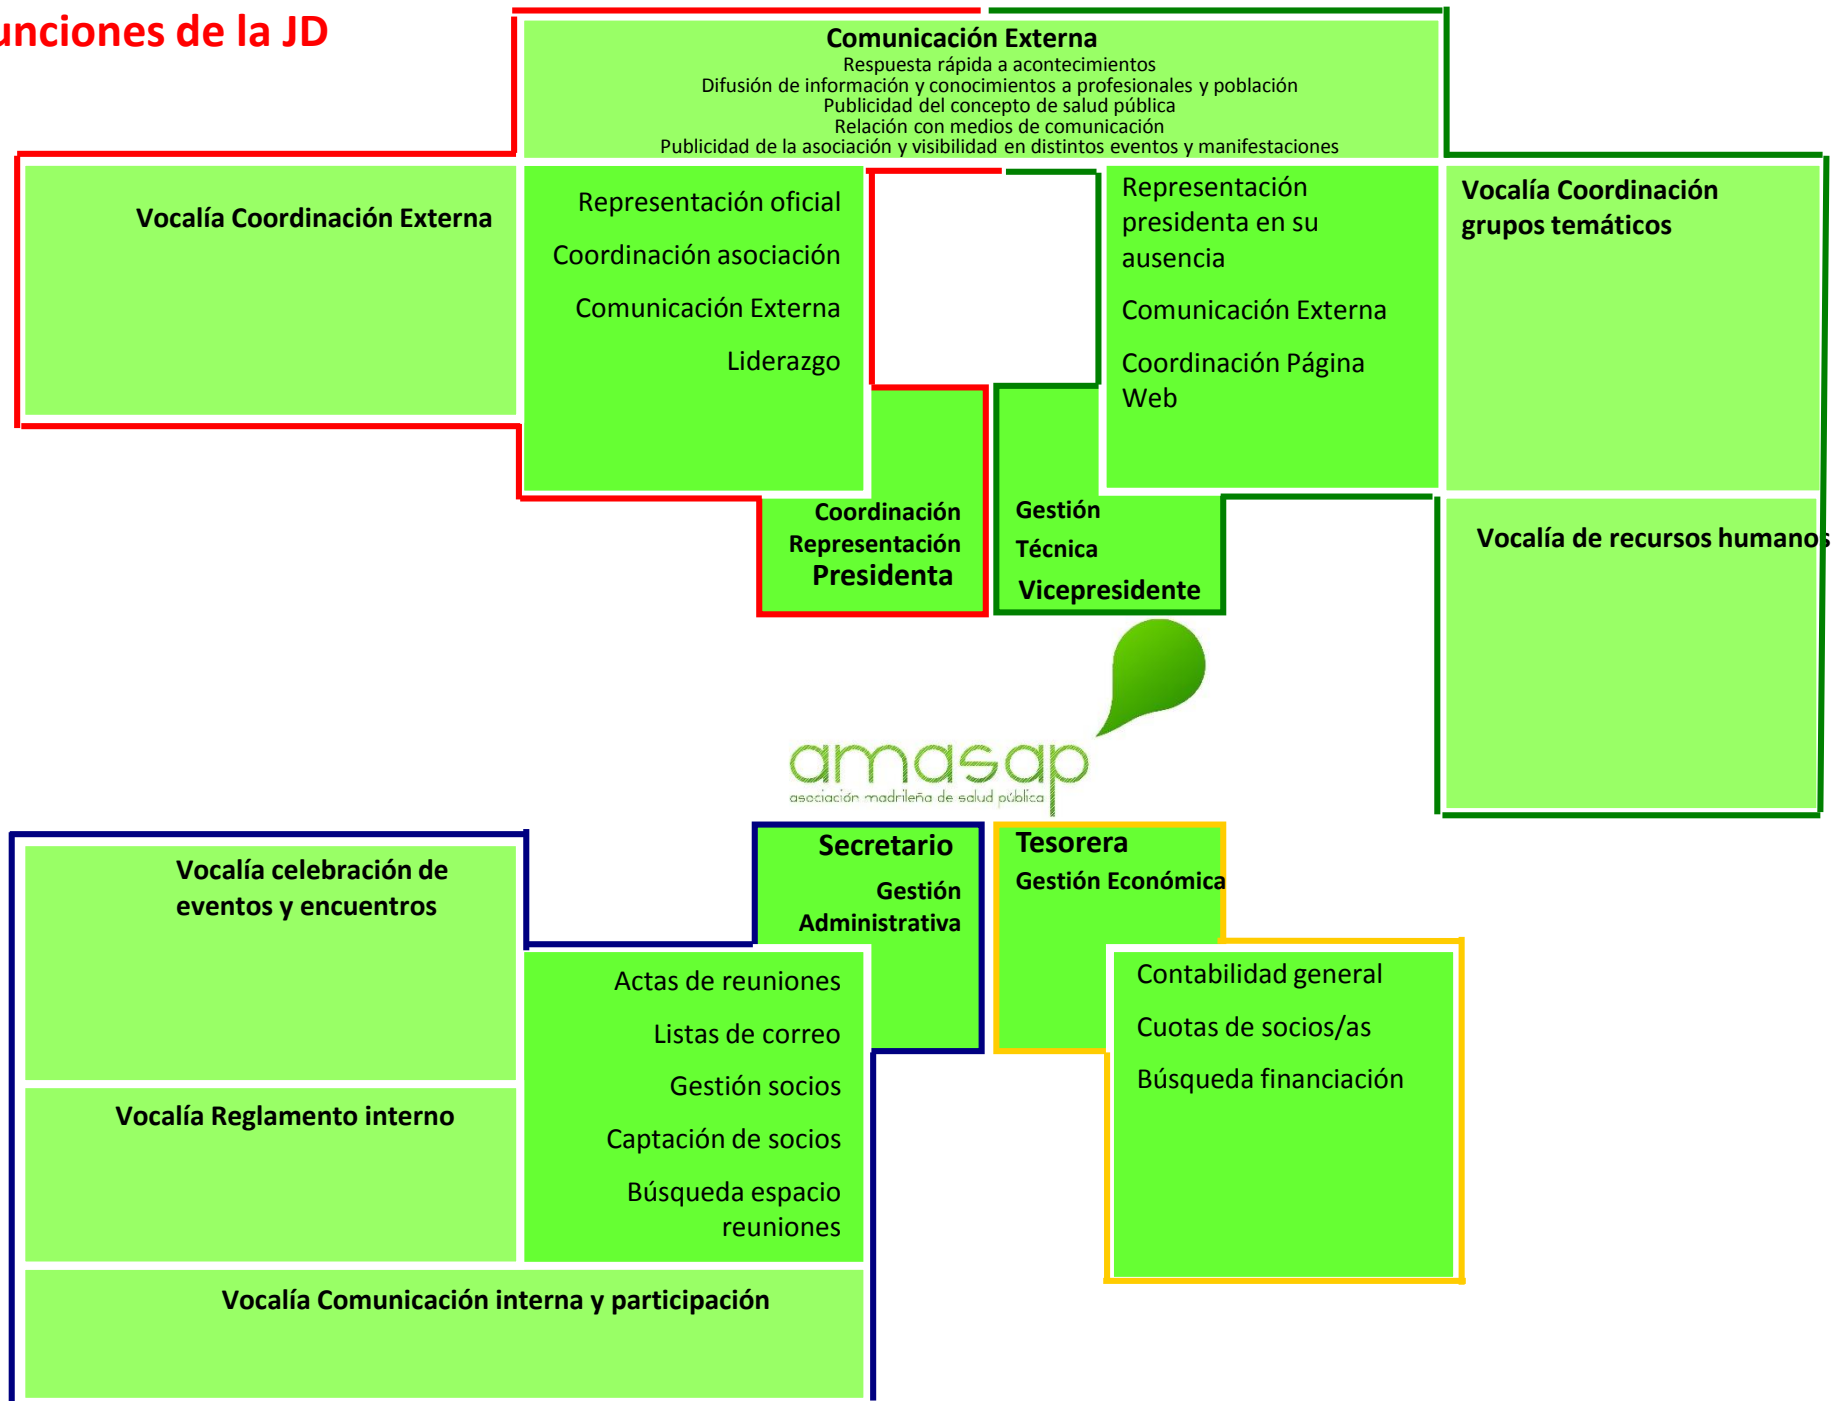 unciones de la JD
Comunicación Externa
Respuesta rápida a acontecimientos
Difusión de información y conocimientos a profesionales y población
Publicidad del concepto de salud pública
Relación con medios de comunicación
Publicidad de la asociación y visibilidad en distintos eventos y manifestaciones
Vocalía Coordinación Externa
Representación oficial
Coordinación asociación
Comunicación Externa
Liderazgo
Representación
presidenta en su
ausencia
Comunicación Externa
Coordinación Página
Web
Vocalía Coordinación
grupos temáticos
Coordinación
Representación
Presidenta
Gestión
Técnica
Vicepresidente
Vocalía de recursos humanos
amasap
asociación madrileña de salud pública
Vocalía celebración de
eventos y encuentros
Secretario
Gestión
Administrativa
Tesorera
Gestión Económica
Actas de reuniones
Listas de correo
Gestión socios
Captación de socios
Búsqueda espacio
reuniones
Contabilidad general
Cuotas de socios/as
Búsqueda financiación
Vocalía Reglamento interno
Vocalía Comunicación interna y participación